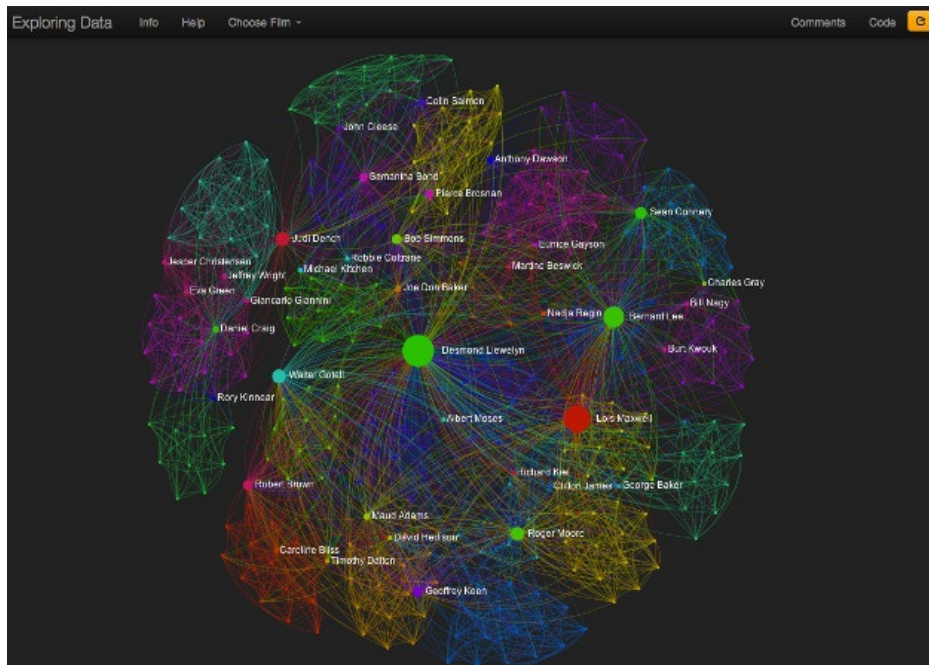 Exploring Data Info Help Choose Film Comments Code
Colin Salmon
John Cleese
Anthony Dawson
Samantha Bond
Pierce Brosnan
Sean Connery
Judi Dench
Bob Simmons
Eunice Gayson
Robbie Coltrane
Jesper Christensen
Michael Kitchen
Martine Beswick
Jeffrey Wright
Charles Gray
Joe Don Baker
Eva Green
Giancarlo Giannini
Bill Nagy
Nadja Regin
Bernard Lee
Daniel Craig
Burt Kwouk
Desmond Llewelyn
Walter Gotell
Rory Kinnear
Albert Moses
Lois Maxwell
Richard Kiel
Robert Brown
Clifton James
George Baker
Maud Adams
Roger Moore
David Hedison
Caroline Bliss
Timothy Dalton
Geoffrey Keen